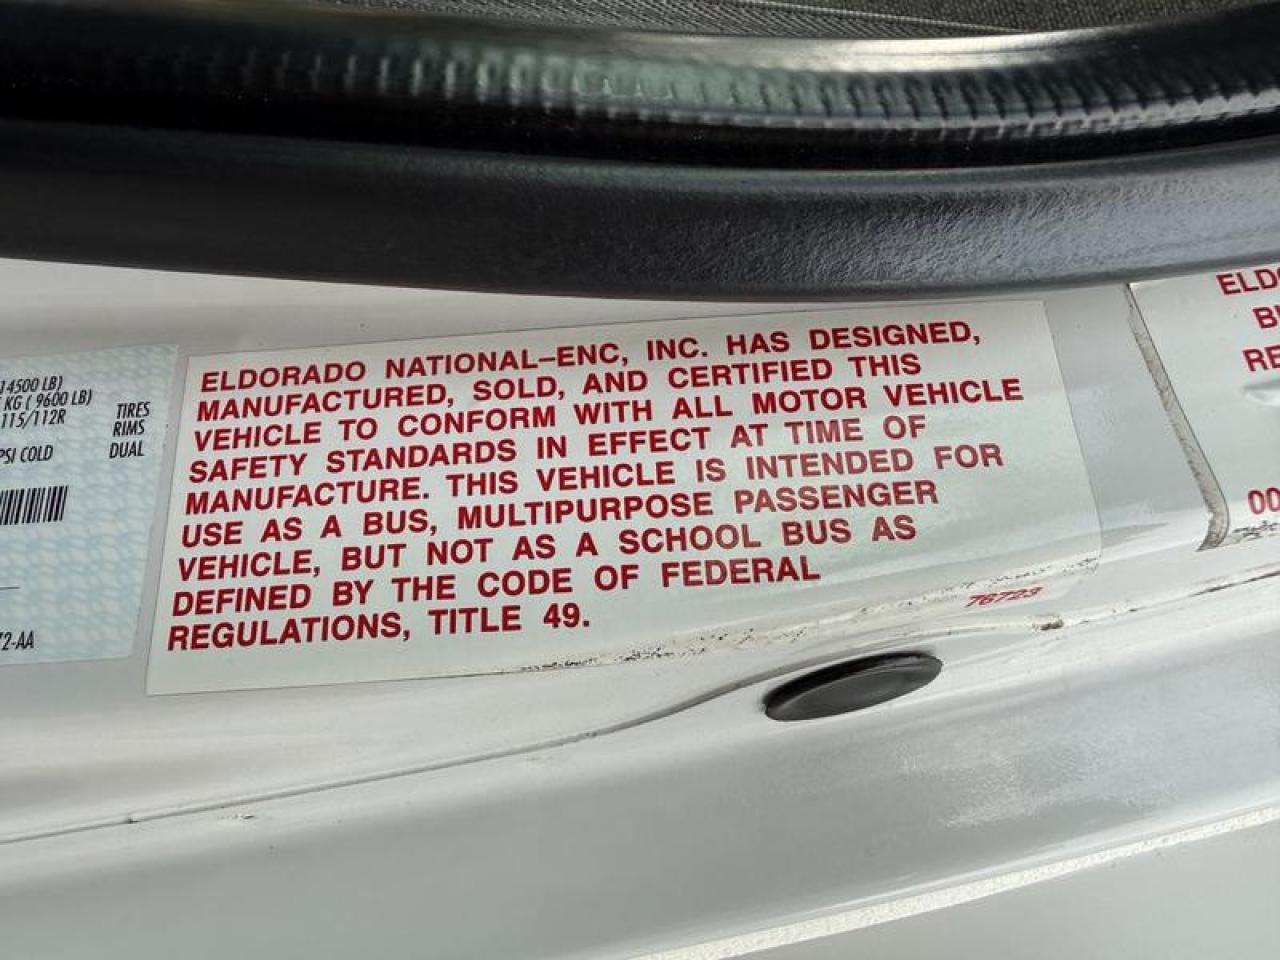 14500 LB)
KG ( 9600 LB)
115/112R
TIRES
RIMS
DUAL
PSI COLD
72-AA
ELDORADO NATIONAL-ENC, INC. HAS DESIGNED,
MANUFACTURED, SOLD, AND CERTIFIED THIS
VEHICLE TO CONFORM WITH ALL MOTOR VEHICLE
SAFETY STANDARDS IN EFFECT AT TIME OF
MANUFACTURE. THIS VEHICLE IS INTENDED FOR
USE AS A BUS, MULTIPURPOSE PASSENGER
VEHICLE, BUT NOT AS A SCHOOL BUS AS
DEFINED BY THE CODE OF FEDERAL
REGULATIONS, TITLE 49.
76723
ELDO
RE
00